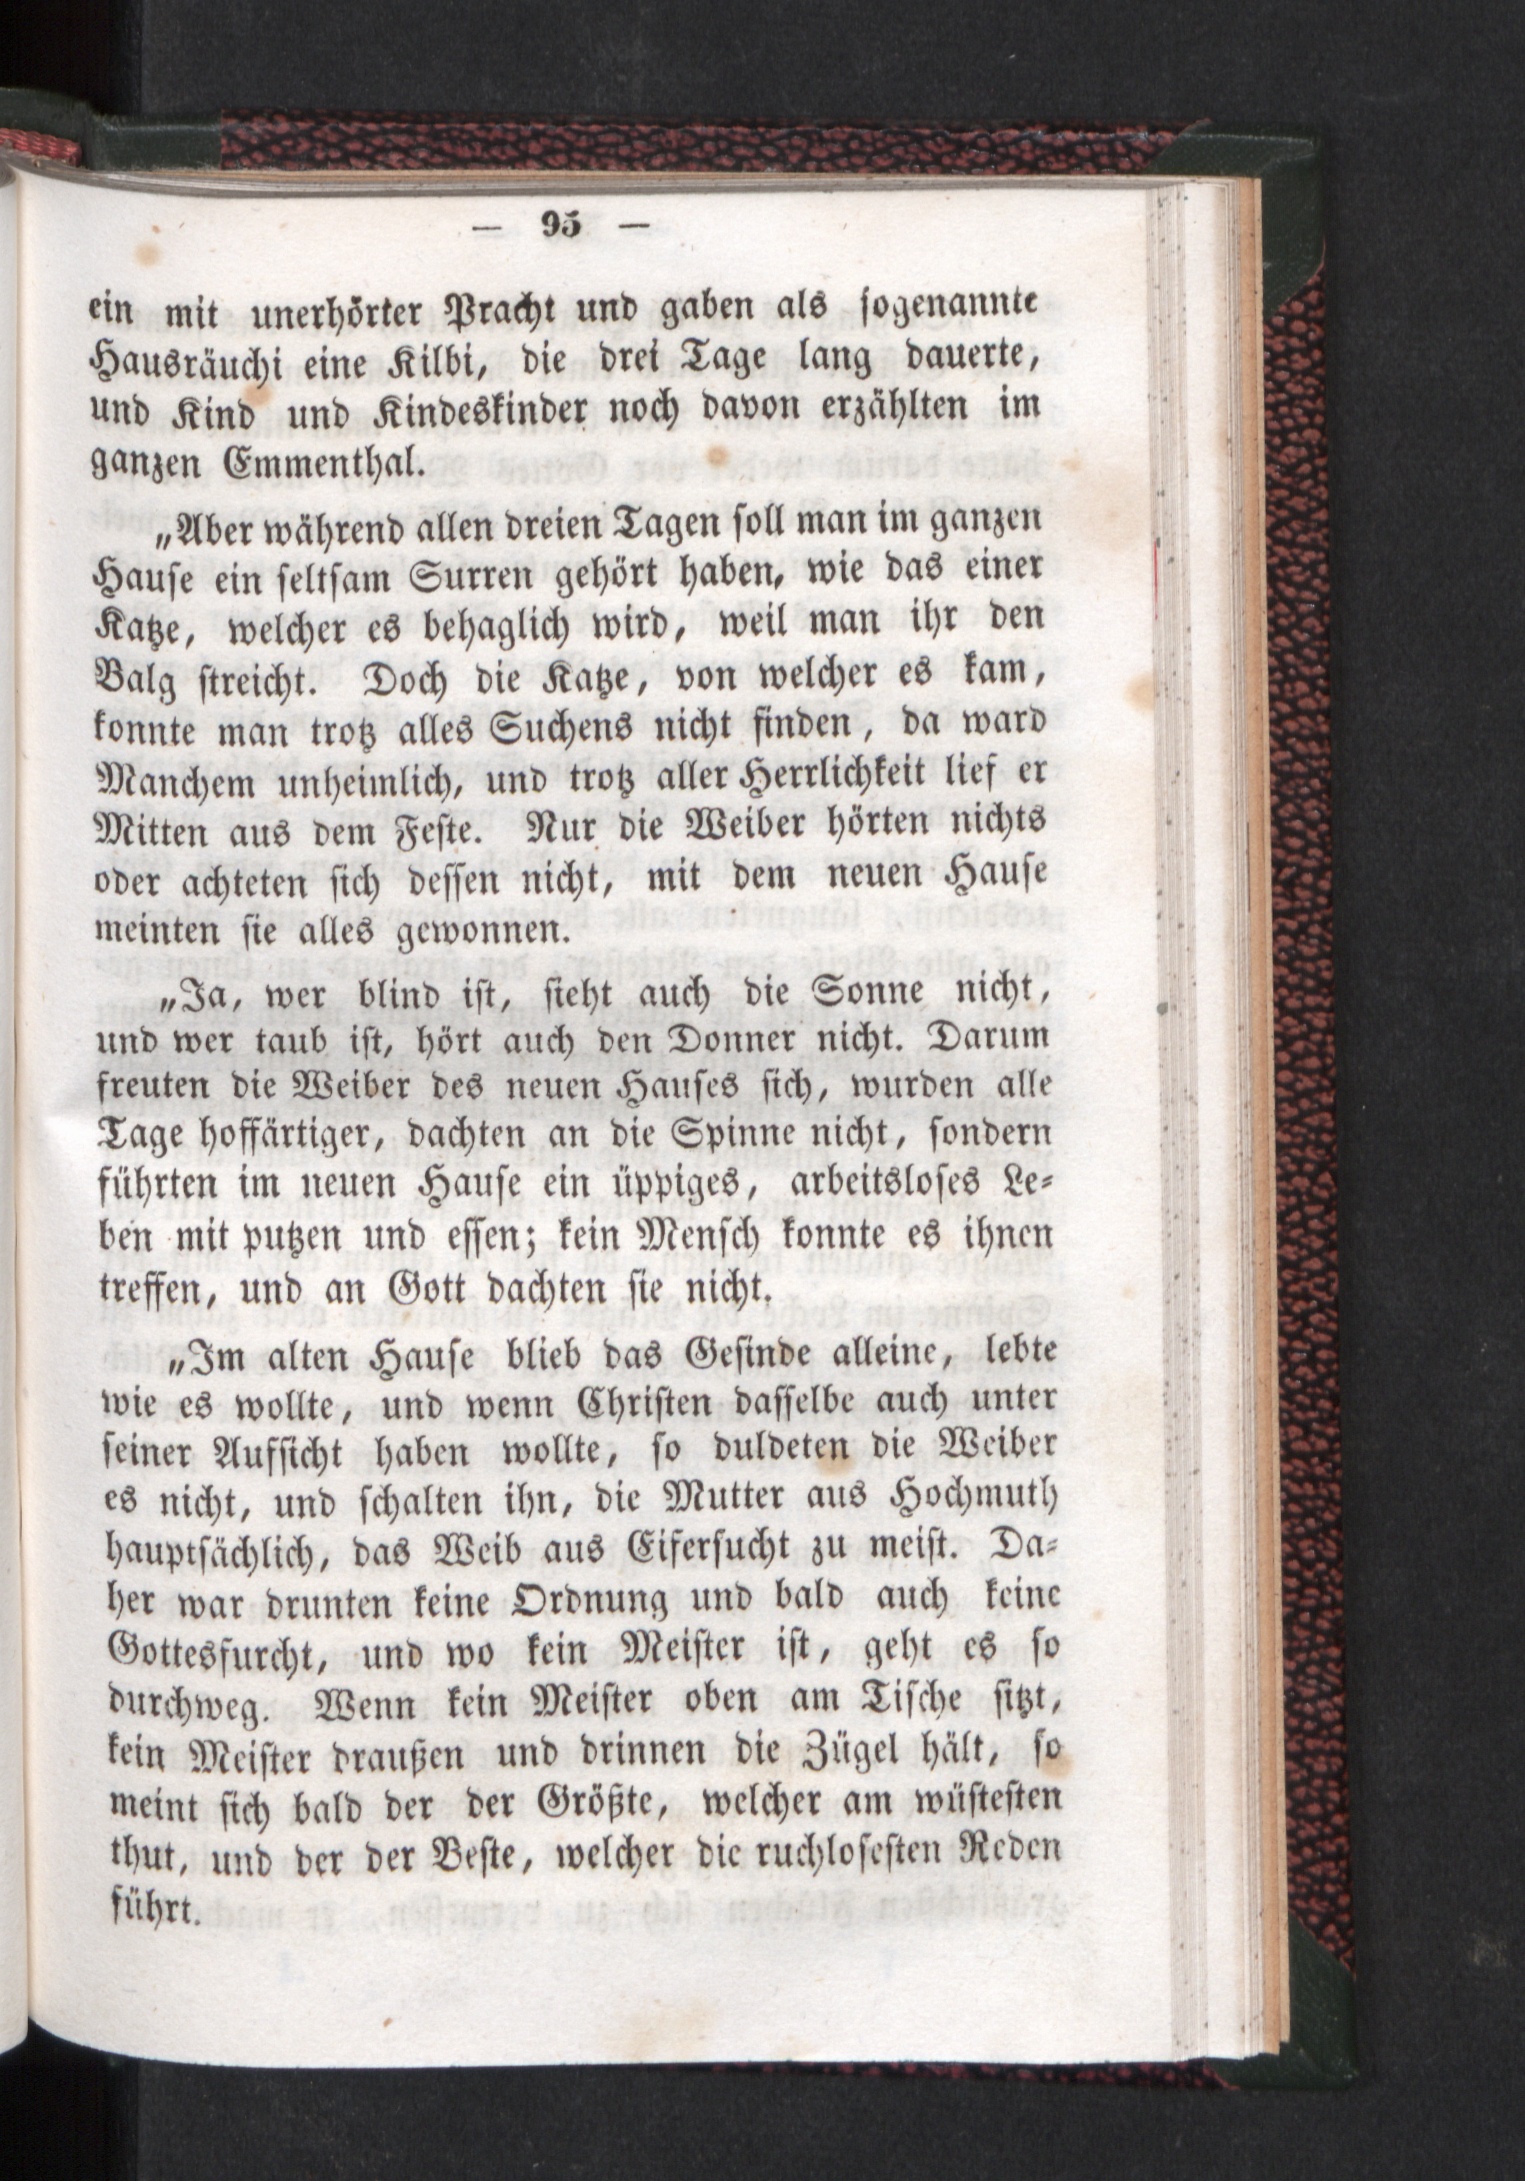 — 95 —
ein mit unerhörter Pracht und gaben als sogenannte
Hausräuchi eine Kilbi, die drei Tage lang dauerte,
und Kind und Kindeskinder noch davon erzählten im
ganzen Emmenthal.
„Aber während allen dreien Tagen soll man im ganzen
Hause ein seltsam Surren gehört haben, wie das einer
Katze, welcher es behaglich wird, weil man ihr den
Balg streicht. Doch die Katze, von welcher es kam,
konnte man trotz alles Suchens nicht finden, da ward
Manchem unheimlich, und trotz aller Herrlichkeit lief er
Mitten aus dem Feste. Nur die Weiber hörten nichts
oder achteten sich dessen nicht, mit dem neuen Hause
meinten sie alles gewonnen.
„Ja, wer blind ist, sieht auch die Sonne nicht,
und wer taub ist, hört auch den Donner nicht. Darum
freuten die Weiber des neuen Hauses sich, wurden alle
Tage hoffärtiger, dachten an die Spinne nicht, sondern
führten im neuen Hause ein üppiges, arbeitsloses Le-
ben mit putzen und essen; kein Mensch konnte es ihnen
treffen, und an Gott dachten sie nicht.
„Im alten Hause blieb das Gesinde alleine, lebte
wie es wollte, und wenn Christen dasselbe auch unter
seiner Aufsicht haben wollte, so duldeten die Weiber
es nicht, und schalten ihn, die Mutter aus Hochmuth
hauptsächlich, das Weib aus Eifersucht zu meist. Da-
her war drunten keine Ordnung und bald auch keine
Gottesfurcht, und wo kein Meister ist, geht es so
durchweg. Wenn kein Meister oben am Tische sitzt,
kein Meister draußen und drinnen die Zügel hält, so
meint sich bald der der Größte, welcher am wüstesten
thut, und der der Beste, welcher die ruchlosesten Reden
führt.